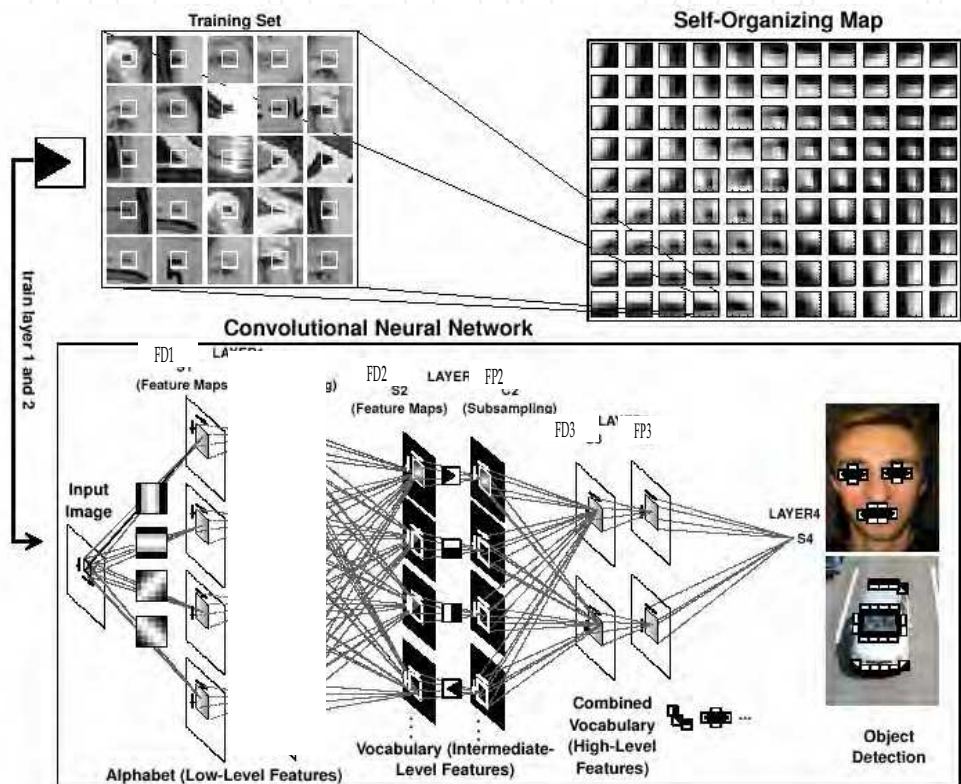 Training Set
Self-Organizing Map
train layer 1 and 2
Convolutional Neural Network
FD1
(Feature Maps
FD2
LAYER
FP2
S2
(Feature Maps)
(Subsampling)
FD3
FP3
Input
Image
LAYER4
S4
Alphabet (Low-Level Features)
Vocabulary (Intermediate-
Level Features)
Combined
Vocabulary
(High-Level
Features)
...
Object
Detection